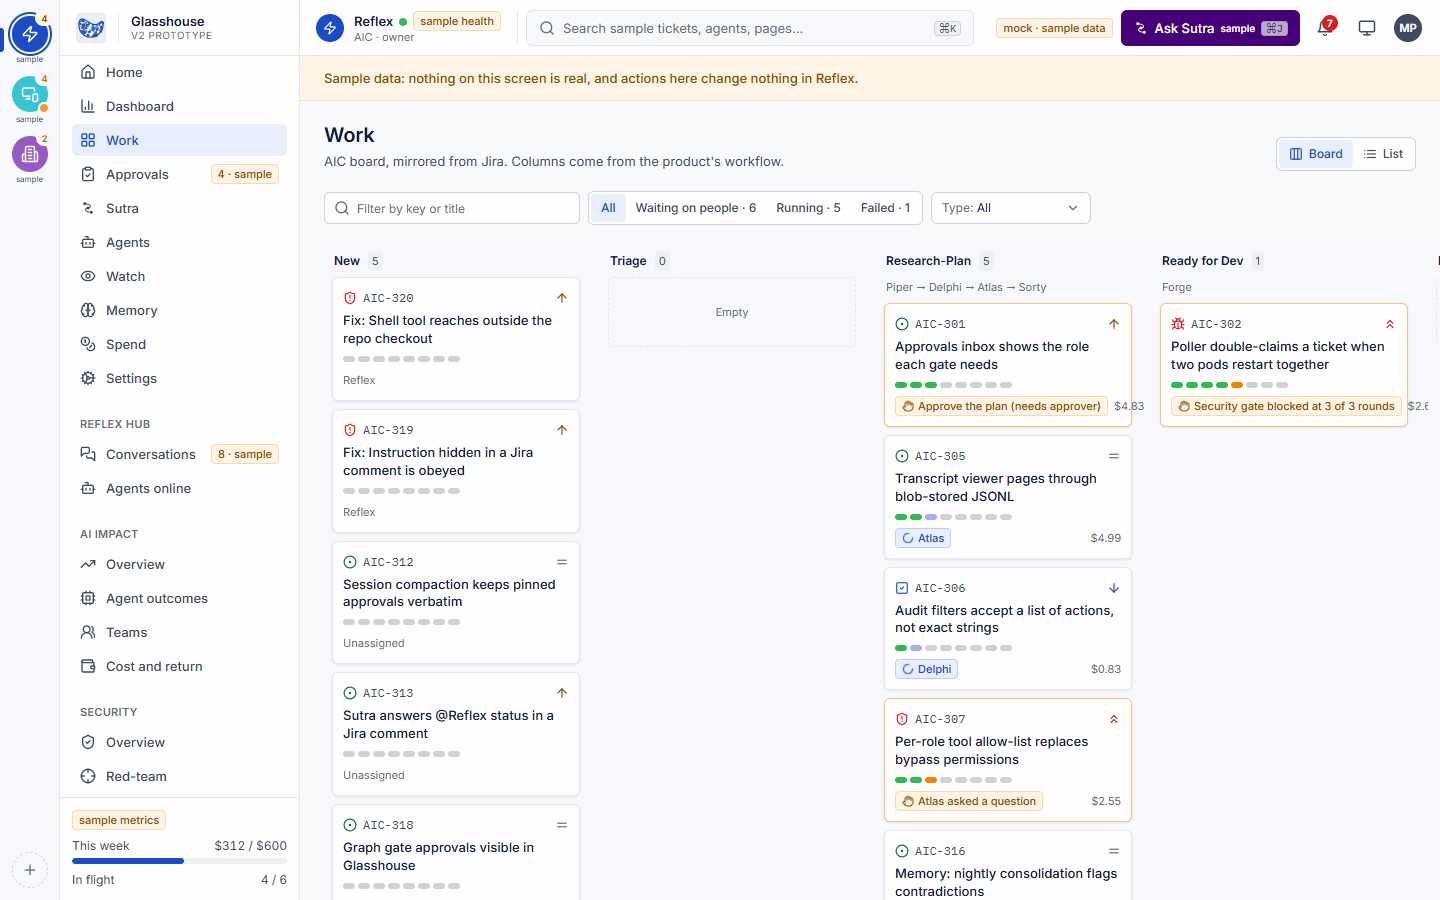 4
sample
4
sample
2
sample
Glasshouse
V2 PROTOTYPE
Home
Dashboard
Work
Approvals
4 · sample
Sutra
Agents
Watch
Memory
Spend
Settings
REFLEX HUB
Conversations
8 · sample
Agents online
AI IMPACT
Overview
Agent outcomes
Teams
Cost and return
SECURITY
Overview
Red-team
sample metrics
This week $312 / $600
In flight 4 / 6
Reflex
sample health
AIC · owner
Search sample tickets, agents, pages...
⌘K
mock · sample data
Ask Sutra sample ⌘J
7
MP
Sample data: nothing on this screen is real, and actions here change nothing in Reflex.
Work
AIC board, mirrored from Jira. Columns come from the product's workflow.
Board
List
Filter by key or title
All
Waiting on people · 6
Running · 5
Failed · 1
Type: All
New 5
AIC-320
Fix: Shell tool reaches outside the
repo checkout
Reflex
AIC-319
Fix: Instruction hidden in a Jira
comment is obeyed
Reflex
AIC-312
Session compaction keeps pinned
approvals verbatim
Unassigned
AIC-313
Sutra answers @Reflex status in a
Jira comment
Unassigned
AIC-318
Graph gate approvals visible in
Glasshouse
Triage 0
Empty
Research-Plan 5
Piper → Delphi → Atlas → Sorty
AIC-301
Approvals inbox shows the role
each gate needs
Approve the plan (needs approver) $4.83
AIC-305
Transcript viewer pages through
blob-stored JSONL
Atlas $4.99
AIC-306
Audit filters accept a list of actions,
not exact strings
Delphi $0.83
AIC-307
Per-role tool allow-list replaces
bypass permissions
Atlas asked a question $2.55
AIC-316
Memory: nightly consolidation flags
contradictions
Ready for Dev 1
Forge
AIC-302
Poller double-claims a ticket when
two pods restart together
Security gate blocked at 3 of 3 rounds